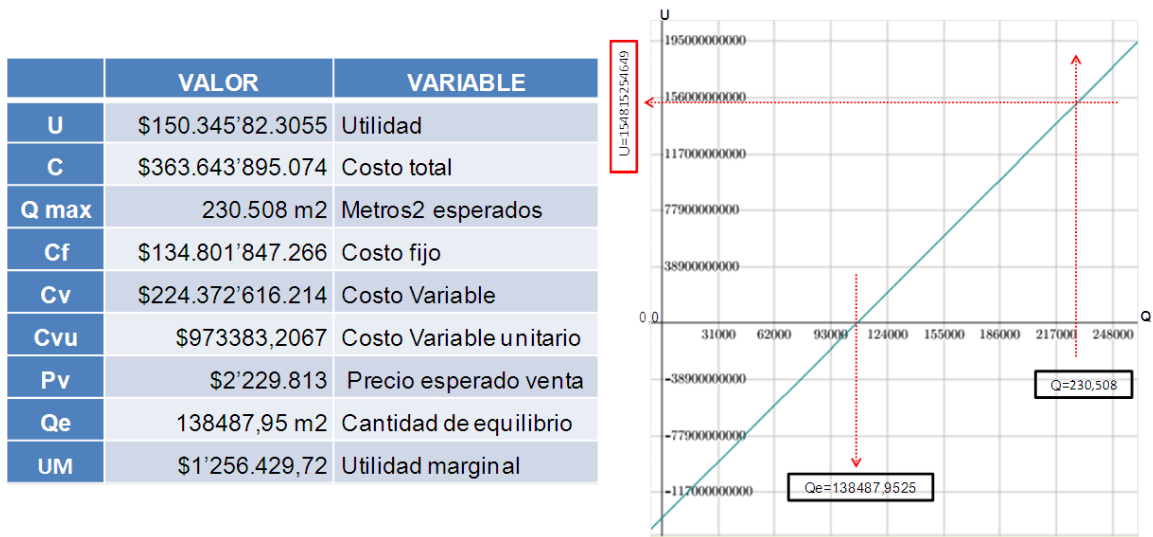 VALOR VARIABLE
U $150.345’82.3055 Utilidad
C $363.643’895.074 Costo total
Q max 230.508 m2 Metros2 esperados
Cf $134.801’847.266 Costo fijo
Cv $224.372’616.214 Costo Variable
Cvu $973383,2067 Costo Variable unitario
Pv $2’229.813 Precio esperado venta
Qe 138487,95 m2 Cantidad de equilibrio
UM $1’256.429,72 Utilidad marginal
U
195000000000
156000000000
117000000000
77900000000
38900000000
0,0
31000 62000 93000 124000 155000 186000 217000 248000
Q
-38900000000
-77900000000
-117000000000
U=154815254649
Q=230,508
Qe=138487,9525